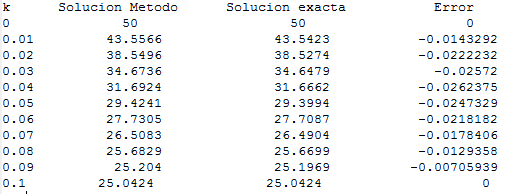 k Solucion Metodo Solucion exacta Error
0 50 50 0
0.01 43.5566 43.5423 -0.0143292
0.02 38.5496 38.5274 -0.0222232
0.03 34.6736 34.6479 -0.02572
0.04 31.6924 31.6662 -0.0262375
0.05 29.4241 29.3994 -0.0247329
0.06 27.7305 27.7087 -0.0218182
0.07 26.5083 26.4904 -0.0178406
0.08 25.6829 25.6699 -0.0129358
0.09 25.204 25.1969 -0.00705939
0.1 25.0424 25.0424 0